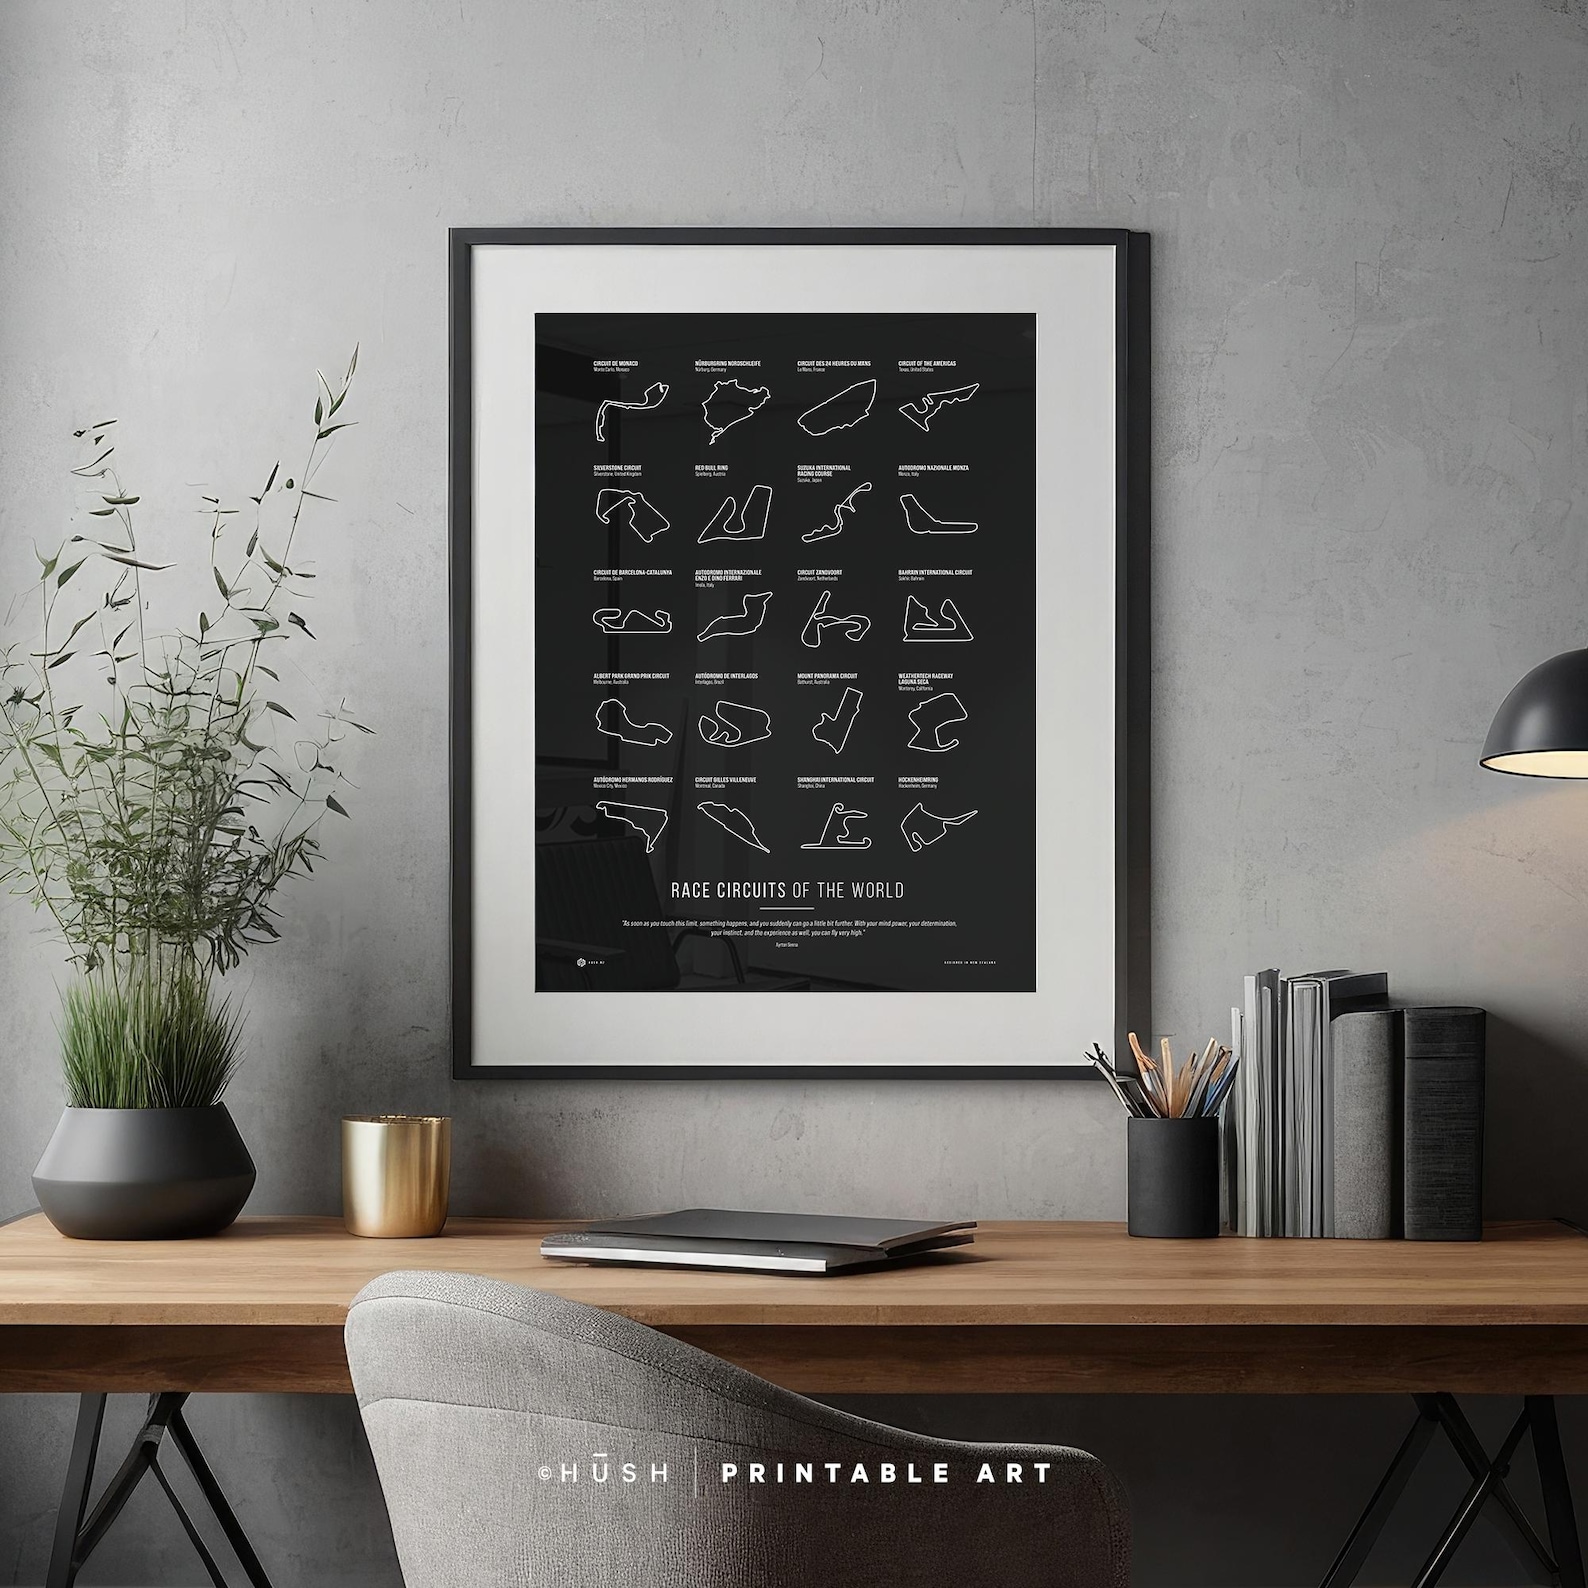 CIRCUIT DE MONACO
Monte Carlo, Monaco
NÜRBURGRING NORDSCHLEIFE
Nürburg, Germany
CIRCUIT DES 24 HEURES DU MANS
Le Mans, France
CIRCUIT OF THE AMERICAS
Texas, United States
SILVERSTONE CIRCUIT
Silverstone, United Kingdom
RED BULL RING
Spielberg, Austria
SUZUKA INTERNATIONAL
RACING COURSE
Suzuka, Japan
AUTODROMO NAZIONALE MONZA
Monza, Italy
CIRCUIT DE BARCELONA-CATALUNYA
Barcelona, Spain
AUTODROMO INTERNAZIONALE
ENZO E DINO FERRARI
Imola, Italy
CIRCUIT ZANDVOORT
Zandvoort, Netherlands
BAHRAIN INTERNATIONAL CIRCUIT
Sakhir, Bahrain
ALBERT PARK GRAND PRIX CIRCUIT
Melbourne, Australia
AUTÓDROMO DE INTERLAGOS
Interlagos, Brazil
MOUNT PANORAMA CIRCUIT
Bathurst, Australia
WEATHERTECH RACEWAY
LAGUNA SECA
Monterey, California
AUTÓDROMO HERMANOS RODRÍGUEZ
Mexico City, Mexico
CIRCUIT GILLES VILLENEUVE
Montreal, Canada
SHANGHAI INTERNATIONAL CIRCUIT
Shanghai, China
HOCKENHEIMRING
Hockenheim, Germany
RACE CIRCUITS OF THE WORLD
"As soon as you touch this limit, something happens, and you suddenly can go a little bit further. With your mind power, your determination,
your instinct, and the experience as well, you can fly very high."
Ayrton Senna
DESIGNED IN NEW ZEALAND
©HŪSH | PRINTABLE ART